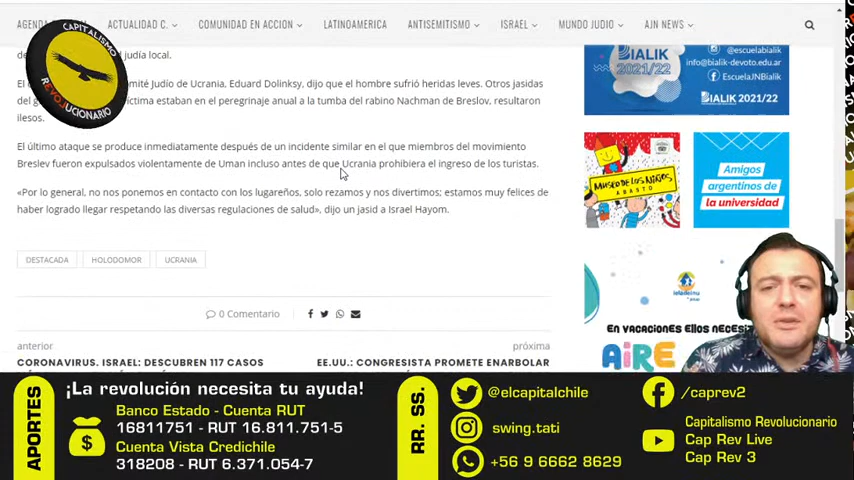 AGENDA
ACTUALIDAD C.
COMUNIDAD EN ACCION
LATINOAMERICA
ANTISEMITISMO
ISRAEL
MUNDO JUDIO
AJN NEWS
CAPITALISMO
REVOLUCIONARIO
judía local.
El comité Judío de Ucrania, Eduard Dolinksy, dijo que el hombre sufrió heridas leves. Otros jasidas
víctima estaban en el peregrinaje anual a la tumba del rabino Nachman de Breslov, resultaron
ilesos.
El último ataque se produce inmediatamente después de un incidente similar en el que miembros del movimiento
Breslev fueron expulsados violentamente de Uman incluso antes de que Ucrania prohibiera el ingreso de los turistas.
«Por lo general, no nos ponemos en contacto con los lugareños, solo rezamos y nos divertimos; estamos muy felices de
haber logrado llegar respetando las diversas regulaciones de salud», dijo un jasid a Israel Hayom.
DESTACADA
HOLODOMOR
UCRANIA
0 Comentario
anterior
próxima
CORONAVIRUS. ISRAEL: DESCUBREN 117 CASOS
EE.UU.: CONGRESISTA PROMETE ENARBOLAR
BIALIK
2021/22
@escuelabialik
info@bialik-devoto.edu.ar
EscuelaJNBialik
BIALIK 2021/22
MUSEO DE LOS NIÑOS
ABASTO
Amigos
argentinos de
la universidad
EN VACACIONES ELLOS NECESITAN
AiRE
APORTES
¡La revolución necesita tu ayuda!
Banco Estado - Cuenta RUT
16811751 - RUT 16.811.751-5
Cuenta Vista Credichile
318208 - RUT 6.371.054-7
RR. SS.
@elcapitalchile
swing.tati
+56 9 6662 8629
/caprev2
Capitalismo Revolucionario
Cap Rev Live
Cap Rev 3